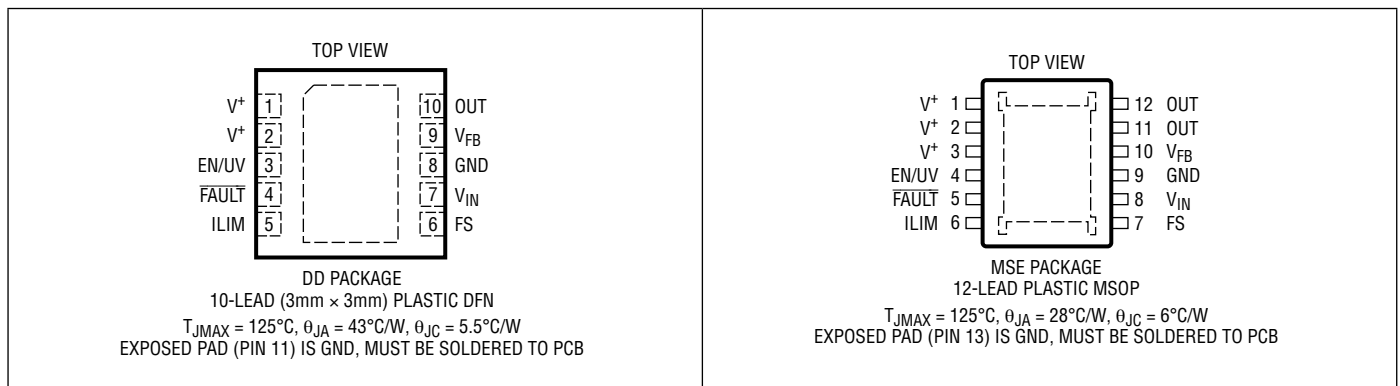 TOP VIEW
V+ 1
V+ 2
EN/UV 3
FAULT 4
ILIM 5
10 OUT
9 VFB
8 GND
7 VIN
6 FS
DD PACKAGE
10-LEAD (3mm × 3mm) PLASTIC DFN
TJMAX = 125°C, θJA = 43°C/W, θJC = 5.5°C/W
EXPOSED PAD (PIN 11) IS GND, MUST BE SOLDERED TO PCB
TOP VIEW
V+ 1
V+ 2
V+ 3
EN/UV 4
FAULT 5
ILIM 6
12 OUT
11 OUT
10 VFB
9 GND
8 VIN
7 FS
MSE PACKAGE
12-LEAD PLASTIC MSOP
TJMAX = 125°C, θJA = 28°C/W, θJC = 6°C/W
EXPOSED PAD (PIN 13) IS GND, MUST BE SOLDERED TO PCB